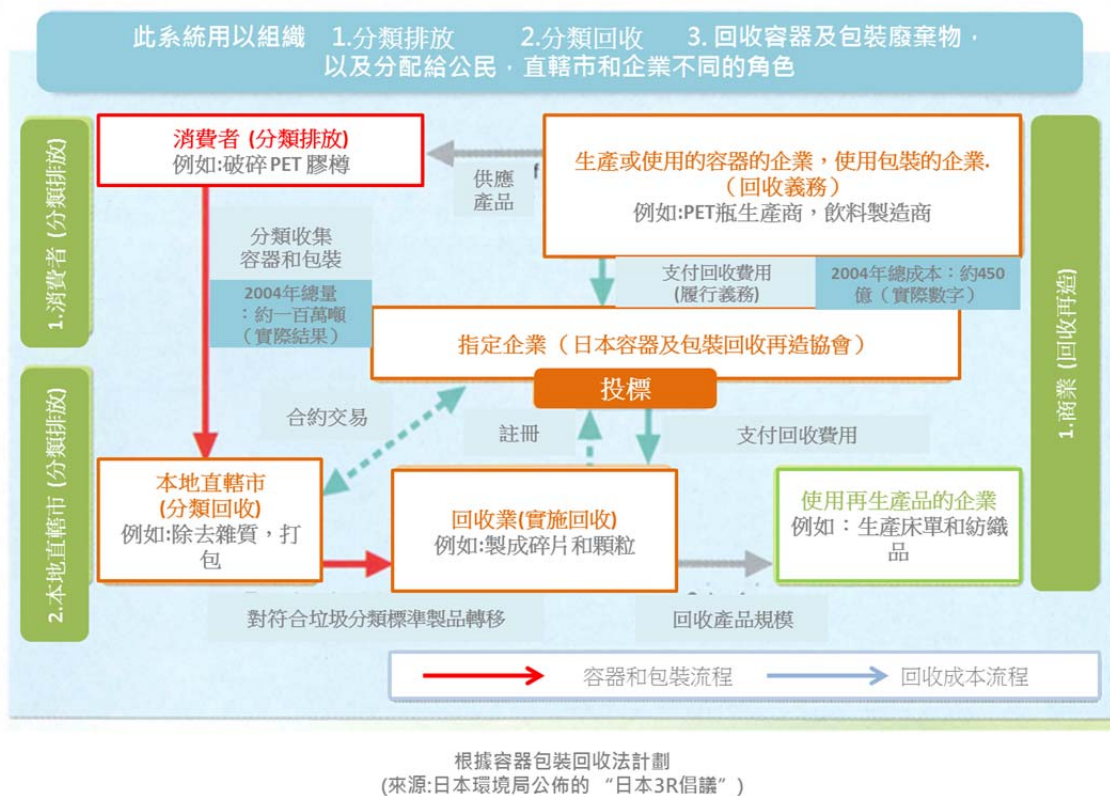 此系統用以組織 1.分類排放 2.分類回收 3. 回收容器及包裝廢棄物，
以及分配給公民，直轄市和企業不同的角色
1.消費者 (分類排放)
消費者 (分類排放)
例如:破碎PET 膠樽
供應
產品
生產或使用的容器的企業，使用包裝的企業.
（回收義務）
例如:PET瓶生產商，飲料製造商
1.商業 (回收再造)
分類收集
容器和包裝
2004年總量
：約一百萬噸
（實際結果）
支付回收費用
(履行義務)
2004年總成本：約450
億（實際數字）
指定企業（日本容器及包裝回收再造協會）
投標
2.本地直轄市 (分類排放)
合約交易
註冊
支付回收費用
本地直轄市
(分類回收)
例如:除去雜質，打
包
回收業(實施回收)
例如:製成碎片和顆粒
使用再生產品的企業
例如：生產床單和紡織
品
對符合垃圾分類標準製品轉移
回收產品規模
容器和包裝流程
回收成本流程
根據容器包裝回收法計劃
(來源:日本環境局公佈的 “日本3R倡議”)